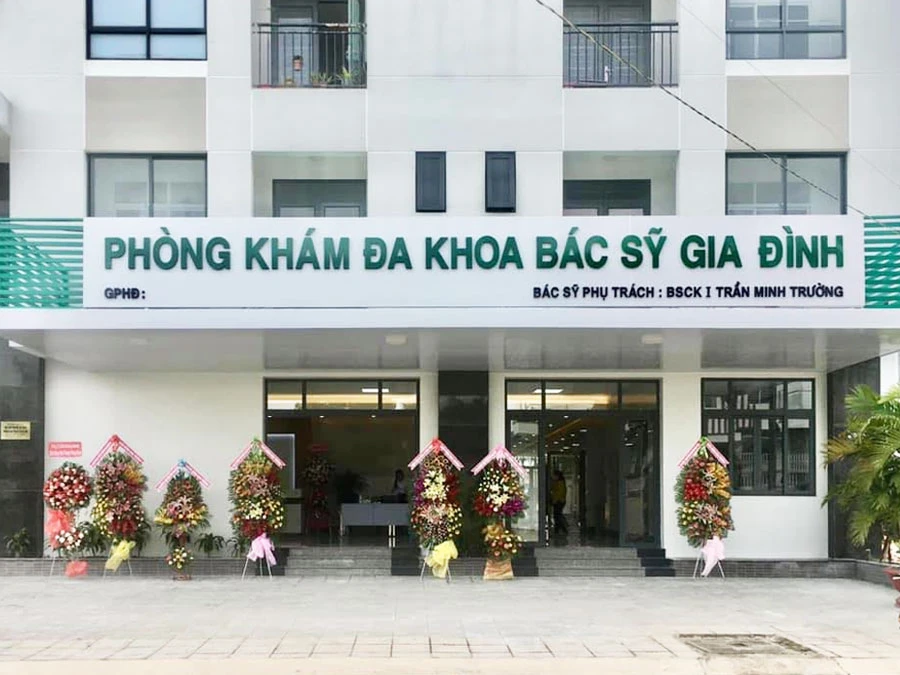 PHÒNG KHÁM ĐA KHOA BÁC SỸ GIA ĐÌNH
GPHĐ:
BÁC SỸ PHỤ TRÁCH : BSCK I TRẦN MINH TRƯỜNG